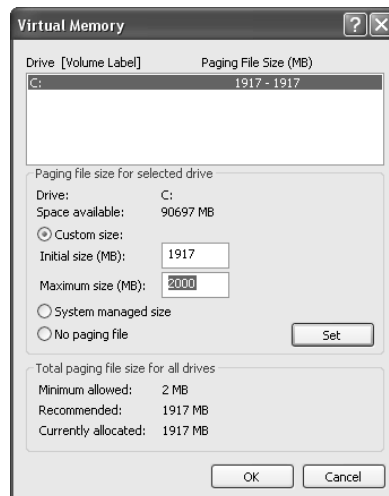 Virtual Memory
Drive [Volume Label] Paging File Size (MB)
C: 1917 - 1917
Paging file size for selected drive
Drive: C:
Space available: 90697 MB
Custom size:
Initial size (MB): 1917
Maximum size (MB): 2000
System managed size
No paging file Set
Total paging file size for all drives
Minimum allowed: 2 MB
Recommended: 1917 MB
Currently allocated: 1917 MB
OK Cancel